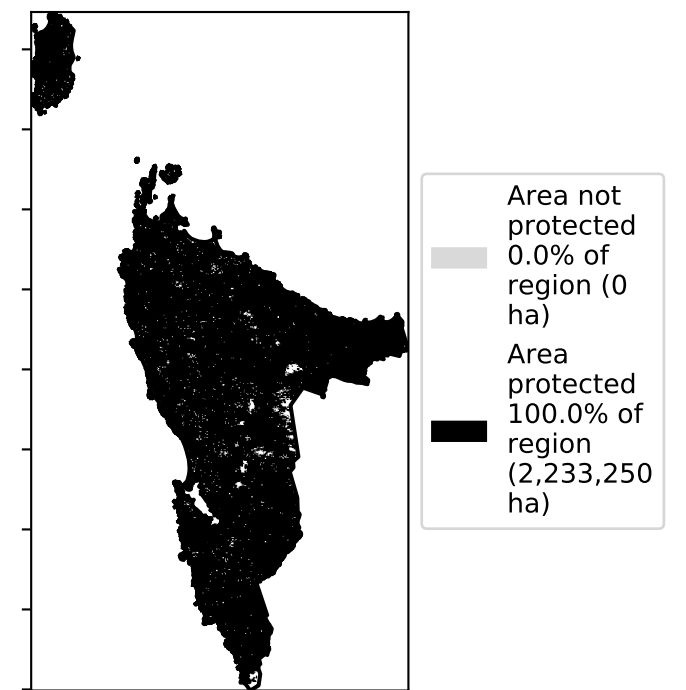 Area not
protected
0.0% of
region (0
ha)
Area
protected
100.0% of
region
(2,233,250
ha)